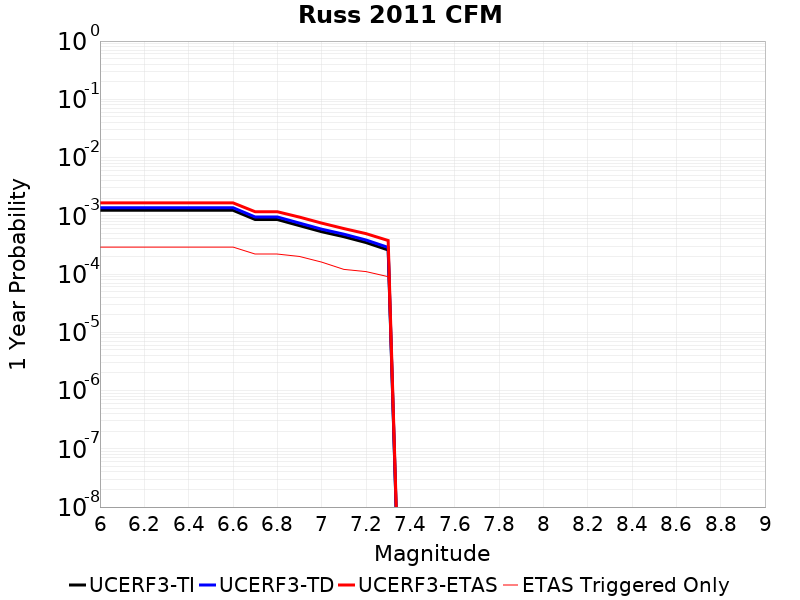 Russ 2011 CFM
1 Year Probability
10^0
10^-1
10^-2
10^-3
10^-4
10^-5
10^-6
10^-7
10^-8
6 6.2 6.4 6.6 6.8 7 7.2 7.4 7.6 7.8 8 8.2 8.4 8.6 8.8 9
Magnitude
UCERF3-TI UCERF3-TD UCERF3-ETAS ETAS Triggered Only